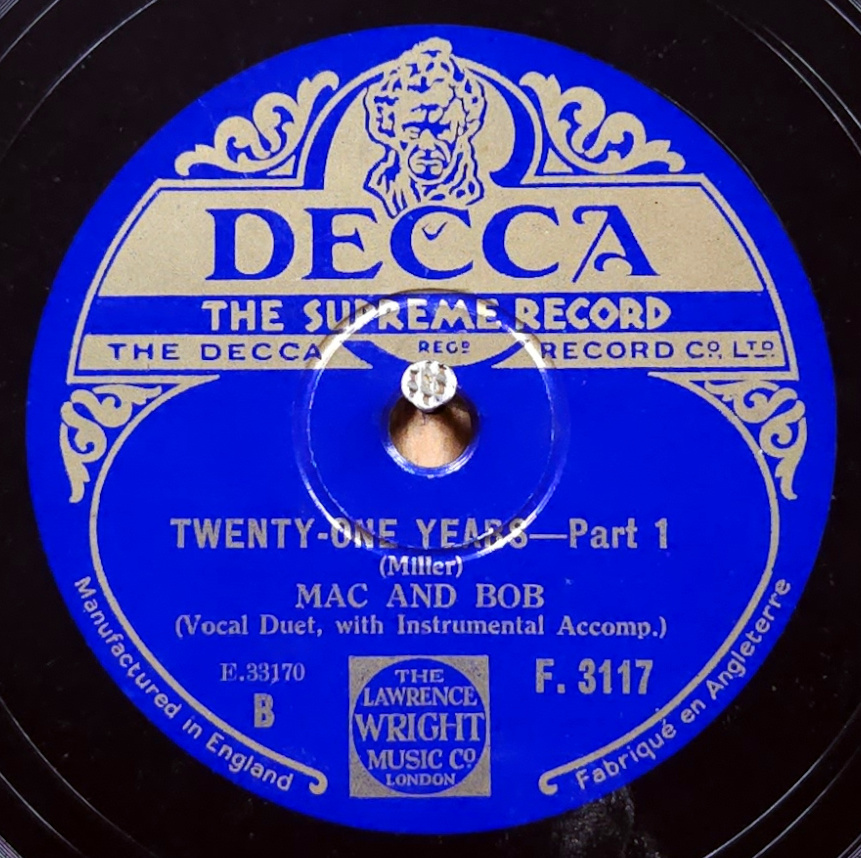 DECCA
THE SUPREME RECORD
THE DECCA REGD RECORD CO., LTD.
TWENTY-ONE YEARS—Part 1
(Miller)
MAC AND BOB
(Vocal Duet, with Instrumental Accomp.)
E.33170
B
F. 3117
THE
LAWRENCE
WRIGHT
MUSIC CO
LONDON
Manufactured in England
Fabriqué en Angleterre